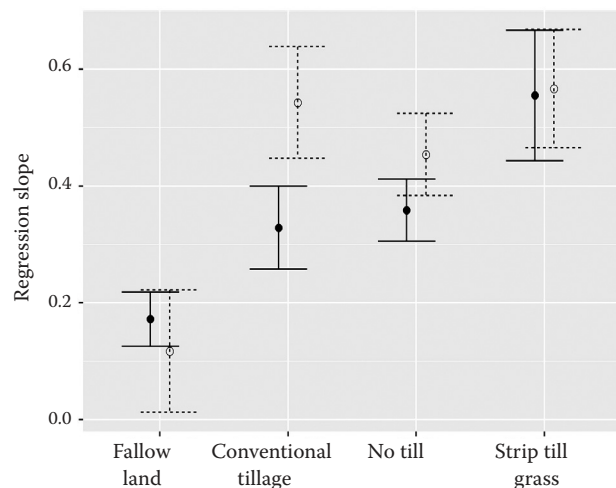 Regression slope
0.6
0.4
0.2
0.0
Fallow land
Conventional tillage
No till
Strip till grass